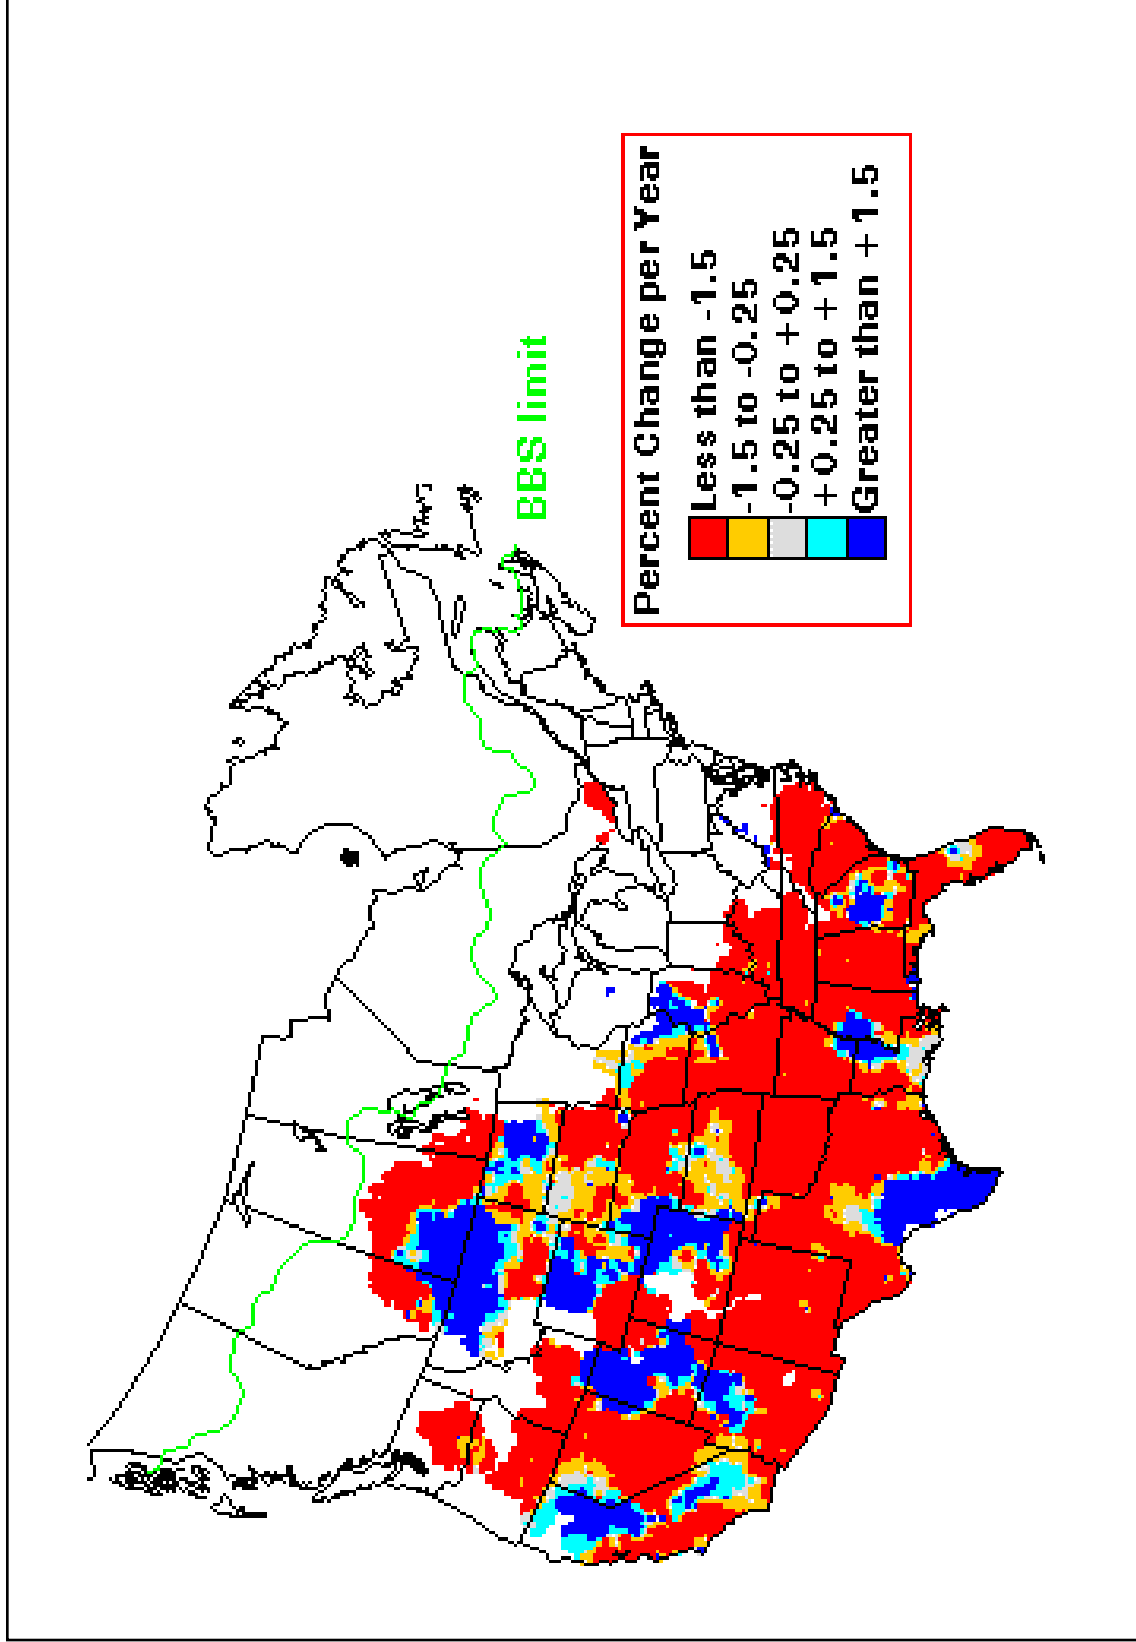 BBS limit
Percent Change per Year
Less than -1.5
-1.5 to -0.25
-0.25 to +0.25
+0.25 to +1.5
Greater than +1.5